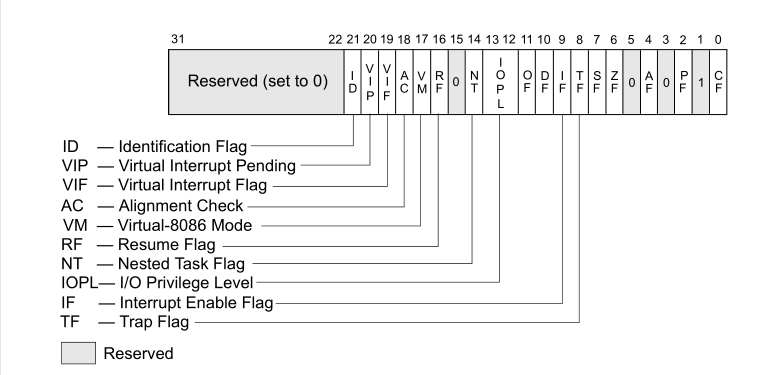 31 22 21 20 19 18 17 16 15 14 13 12 11 10 9 8 7 6 5 4 3 2 1 0
Reserved (set to 0) ID VIP VIF AC VM RF 0 NT IOPL OF DF IF TF SF ZF 0 AF 0 PF 1 CF
ID — Identification Flag
VIP — Virtual Interrupt Pending
VIF — Virtual Interrupt Flag
AC — Alignment Check
VM — Virtual-8086 Mode
RF — Resume Flag
NT — Nested Task Flag
IOPL— I/O Privilege Level
IF — Interrupt Enable Flag
TF — Trap Flag
Reserved